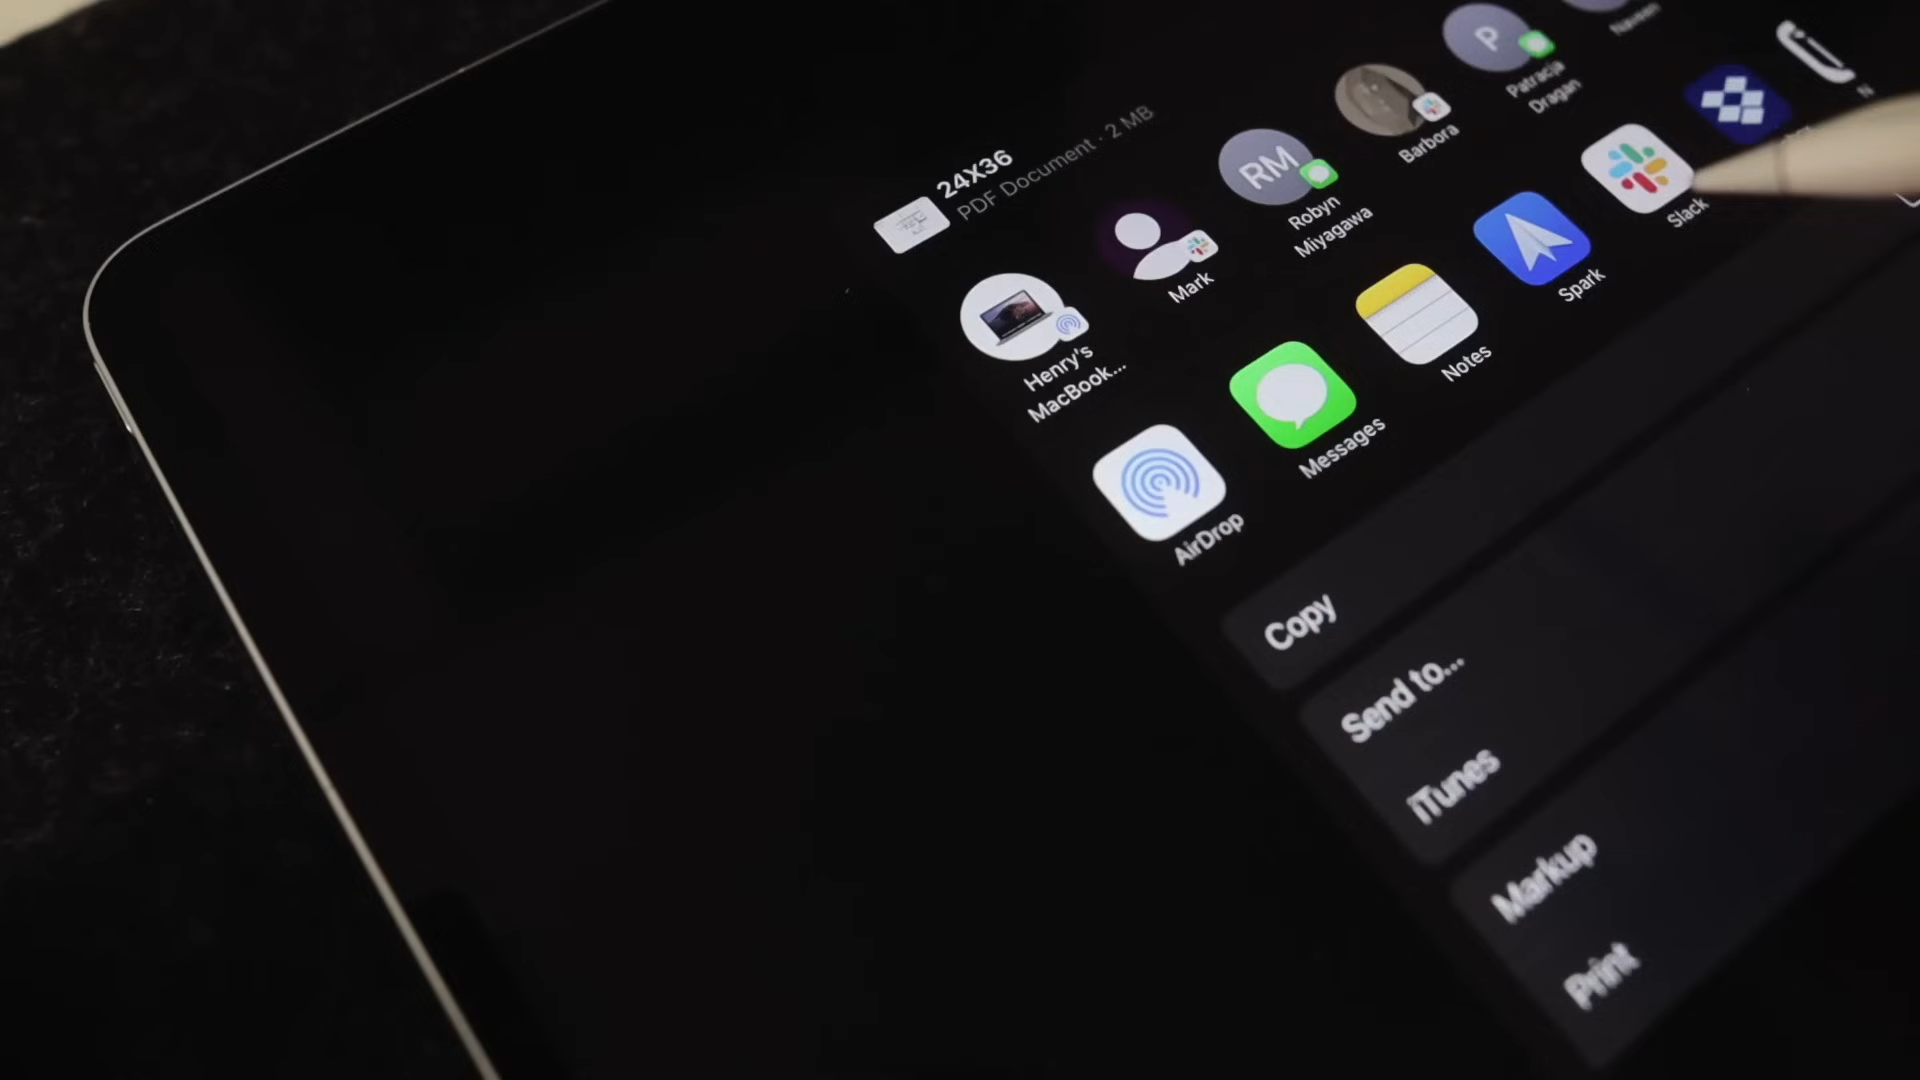 24X36
PDF Document · 2 MB
Henry's
MacBook...
Mark
RM
Robyn
Miyagawa
Barbora
P
Patracja
Dragan
AirDrop
Messages
Notes
Spark
Slack
N
Copy
Send to...
iTunes
Markup
Print